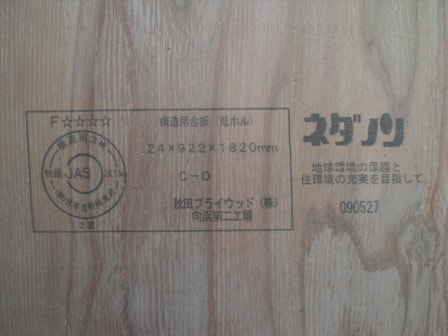 F☆☆☆☆
構造用合板(低ホル)
24×922×1820mm
C-D
秋田プライウッド(株)
向浜第二工場
JAS
ネダノン
地球環境の保護と
住環境の充実を目指して
090527